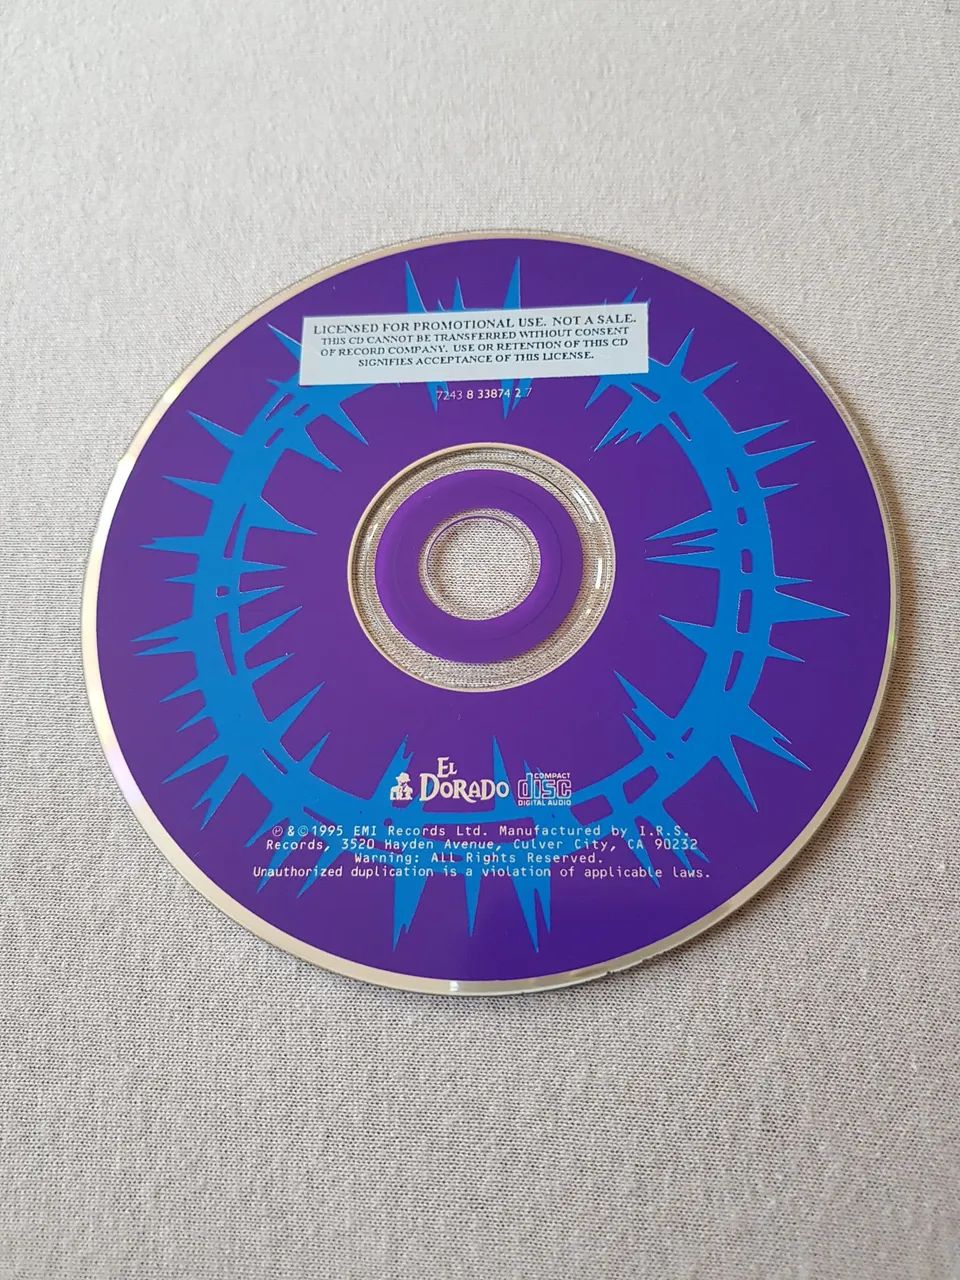 LICENSED FOR PROMOTIONAL USE. NOT A SALE.
THIS CD CANNOT BE TRANSFERRED WITHOUT CONSENT
OF RECORD COMPANY. USE OR RETENTION OF THIS CD
SIGNIFIES ACCEPTANCE OF THIS LICENSE.
7243 8 33874 2 7
EL
DORADO
COMPACT
disc
DIGITAL AUDIO
℗&©1995 EMI Records Ltd. Manufactured by I.R.S.
Records, 3520 Hayden Avenue, Culver City, CA 90232
Warning: All Rights Reserved.
Unauthorized duplication is a violation of applicable laws.